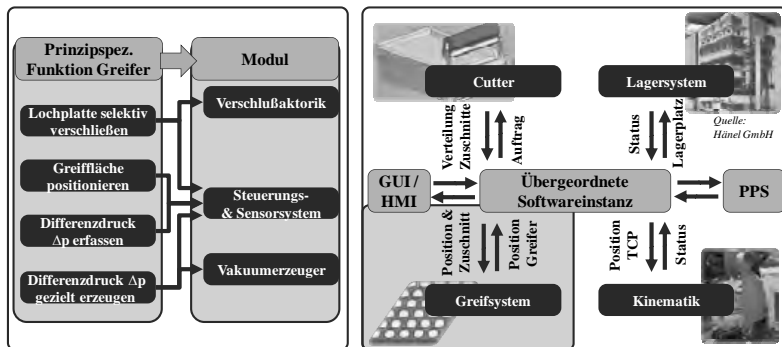 Prinzipspez.
Funktion Greifer
Modul
Lochplatte selektiv
verschließen
Greiffläche
positionieren
Differenzdruck
Δp erfassen
Differenzdruck Δp
gezielt erzeugen
Verschlußaktorik
Steuerungs-
& Sensorsystem
Vakuumerzeuger
Cutter
Lagersystem
Quelle:
Hänel GmbH
Verteilung
Zuschnitte
Auftrag
Status
Lagerplatz
GUI /
HMI
Übergeordnete
Softwareinstanz
PPS
Position &
Zuschnitt
Position
Greifer
Position
TCP
Status
Greifsystem
Kinematik